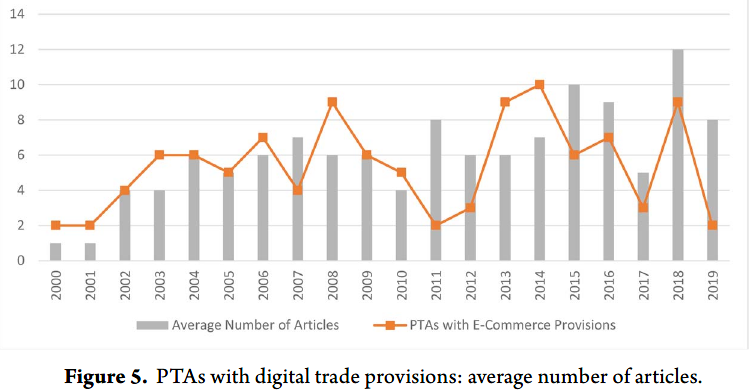 14
12
10
8
6
4
2
0
2000 2001 2002 2003 2004 2005 2006 2007 2008 2009 2010 2011 2012 2013 2014 2015 2016 2017 2018 2019
Average Number of Articles PTAs with E-Commerce Provisions
Figure 5. PTAs with digital trade provisions: average number of articles.